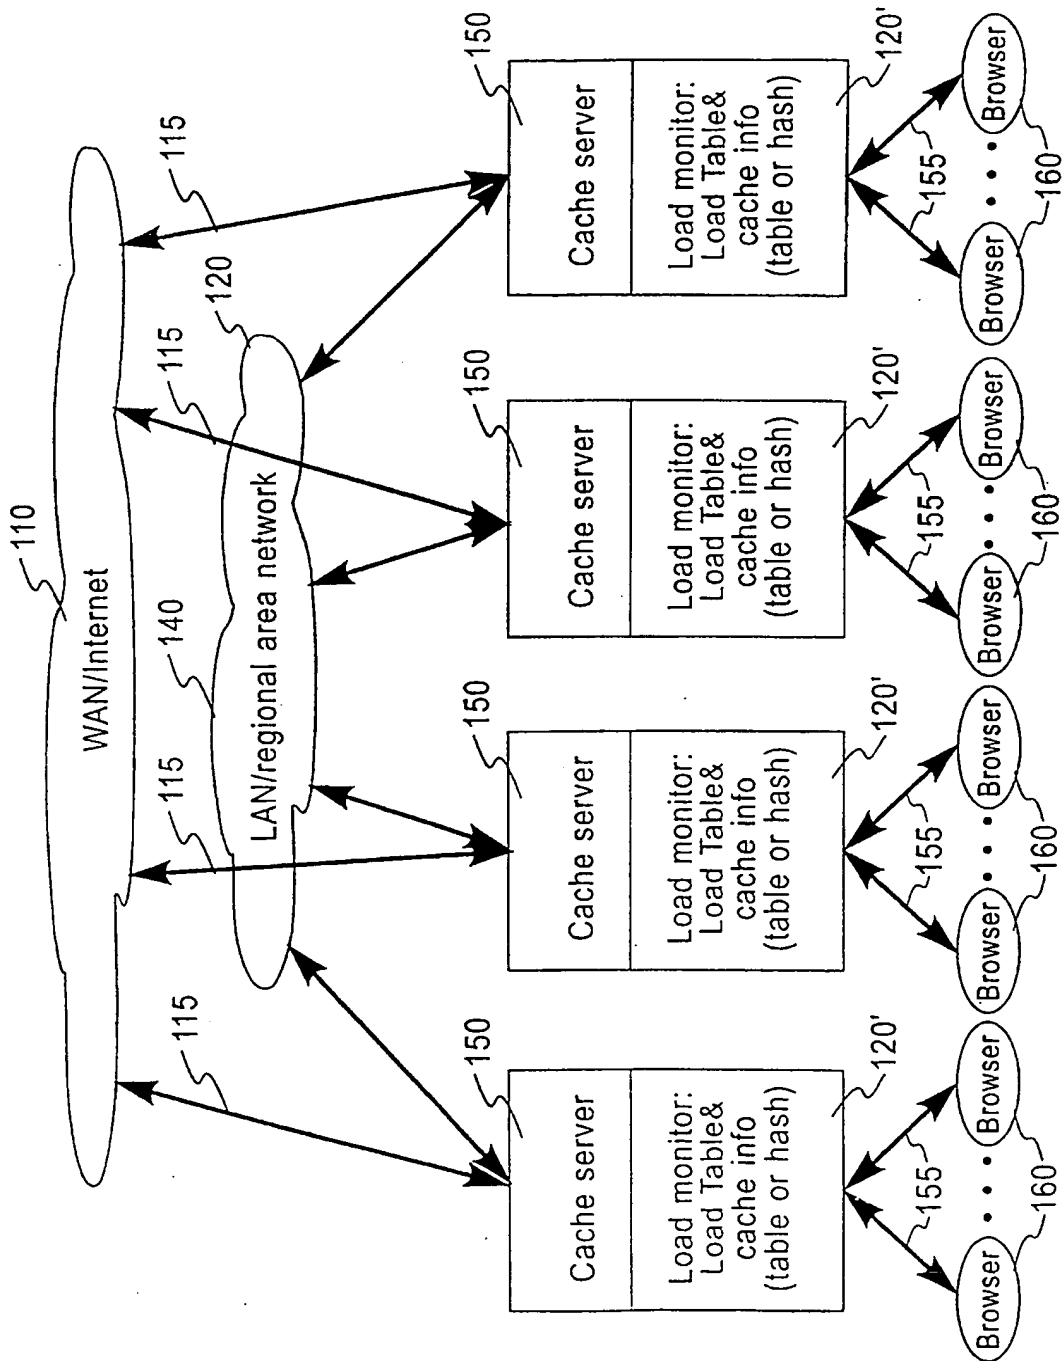 110
WAN/Internet
115
115
140
115
120
115
LAN/regional area network
150
150
150
150
Cache server
Load monitor:
Load Table&
cache info
(table or hash)
120'
Cache server
Load monitor:
Load Table&
cache info
(table or hash)
120'
Cache server
Load monitor:
Load Table&
cache info
(table or hash)
120'
Cache server
Load monitor:
Load Table&
cache info
(table or hash)
120'
155
155
155
155
Browser
Browser
Browser
Browser
Browser
Browser
Browser
Browser
160
160
160
160
160
160
160
160